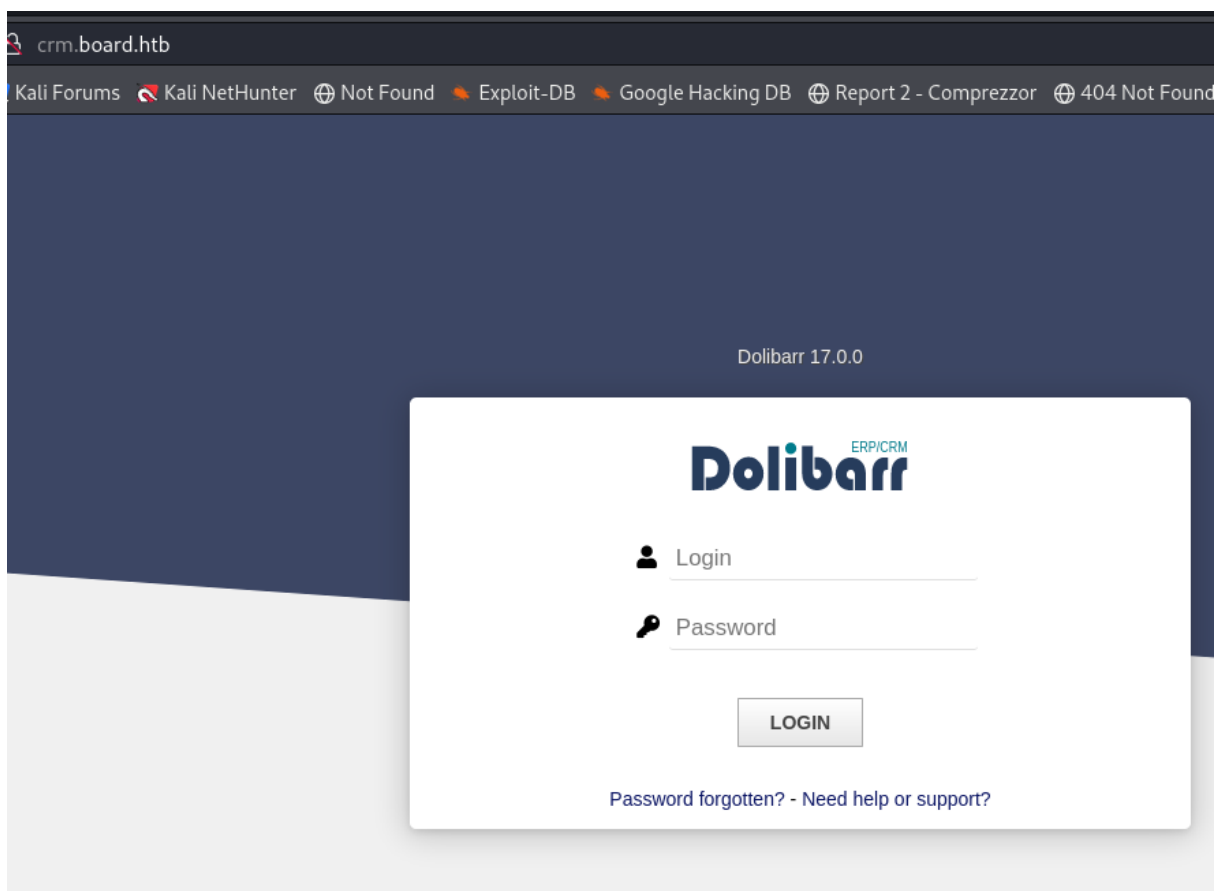 crm.board.htb
Kali Forums Kali NetHunter Not Found Exploit-DB Google Hacking DB Report 2 - Comprezzor 404 Not Found
Dolibarr 17.0.0
ERP/CRM
Dolibarr
Login
Password
LOGIN
Password forgotten? - Need help or support?